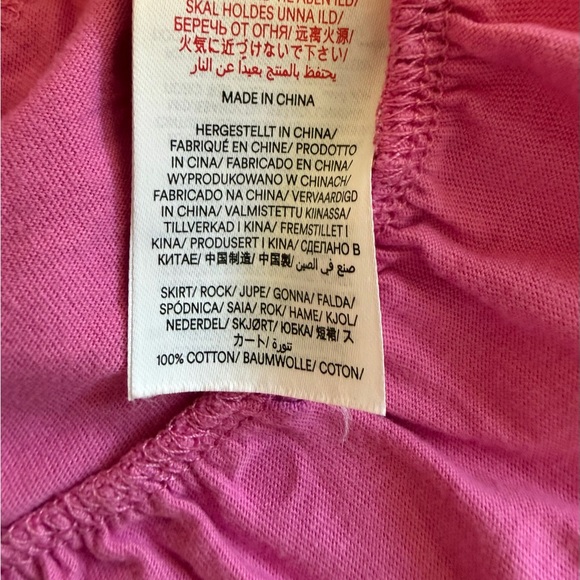 SKAL HOLDES UNNA ILD/
БЕРЕЧЬ ОТ ОГНЯ/ 远离火源/
火気に近づけないで下さい/
يحتفظ بالمنتج بعيدًا عن النار
MADE IN CHINA
HERGESTELLT IN CHINA/
FABRIQUÉ EN CHINE/ PRODOTTO
IN CINA/ FABRICADO EN CHINA/
WYPRODUKOWANO W CHINACH/
FABRICADO NA CHINA/ VERVAARDIGD
IN CHINA/ VALMISTETTU KIINASSA/
TILLVERKAD I KINA/ FREMSTILLET I
KINA/ PRODUSERT I KINA/ СДЕЛАНО В
КИТАЕ/ 中国制造/ 中国製/ صنع في الصين
SKIRT/ ROCK/ JUPE/ GONNA/ FALDA/
SPÓDNICA/ SAIA/ ROK/ HAME/ KJOL/
NEDERDEL/ SKJØRT/ ЮБКА/ 短裙/ ス
カート/ تنورة
100% COTTON/ BAUMWOLLE/ COTON/